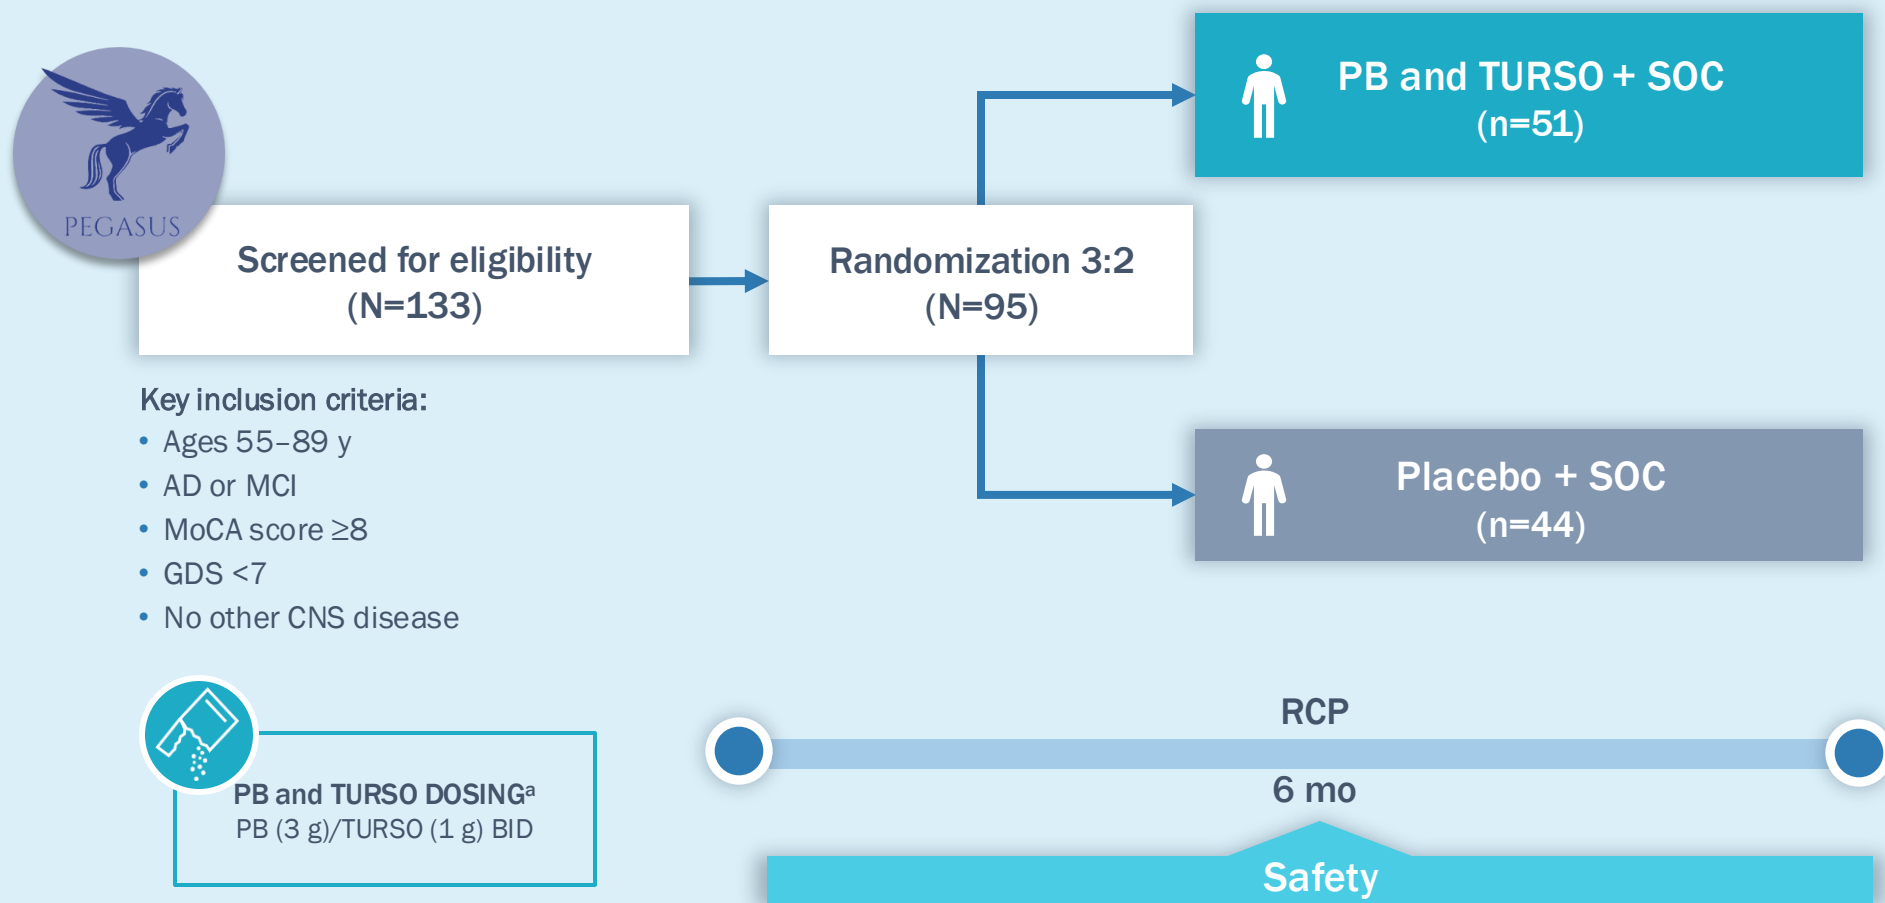 PEGASUS
Screened for eligibility
(N=133)
Randomization 3:2
(N=95)
PB and TURSO + SOC
(n=51)
Placebo + SOC
(n=44)
Key inclusion criteria:
• Ages 55–89 y
• AD or MCI
• MoCA score ≥8
• GDS <7
• No other CNS disease
PB and TURSO DOSINGᵃ
PB (3 g)/TURSO (1 g) BID
RCP
6 mo
Safety